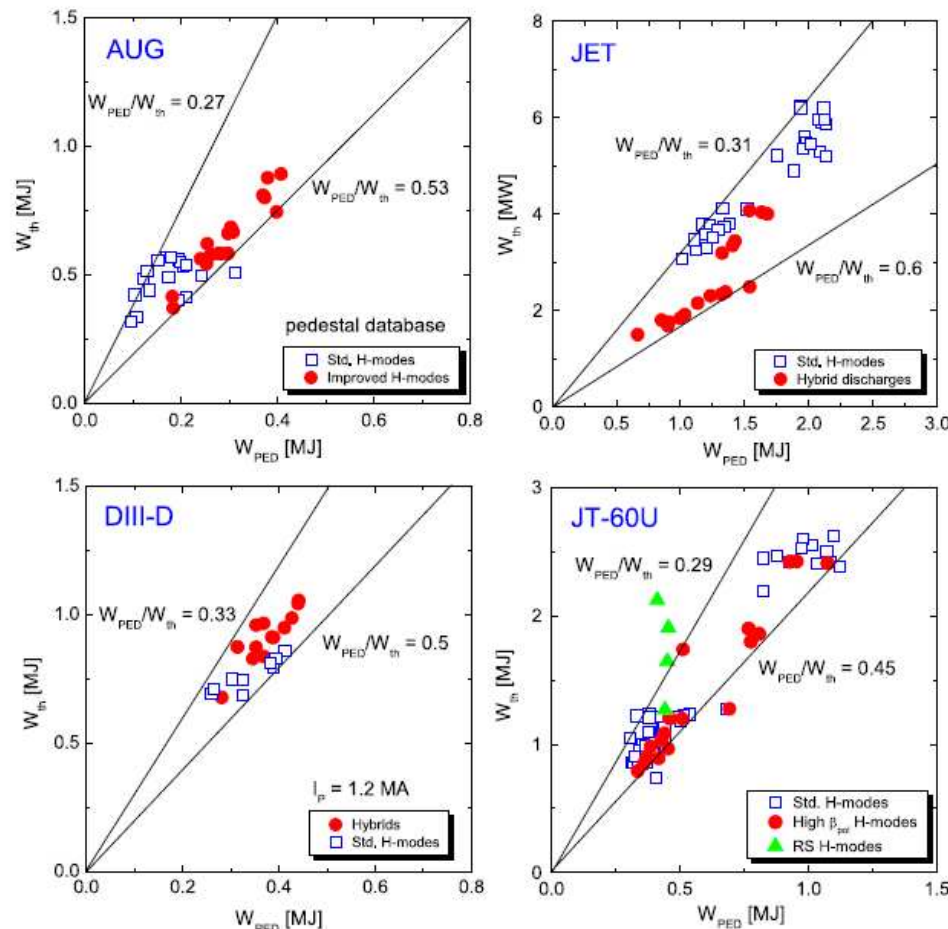 AUG
1.5
1.0
0.5
0.0
W_th [MJ]
W_PED/W_th = 0.27
W_PED/W_th = 0.53
pedestal database
Std. H-modes
Improved H-modes
0.0 0.2 0.4 0.6 0.8
W_PED [MJ]
JET
8
6
4
2
0
W_th [MW]
W_PED/W_th = 0.31
W_PED/W_th = 0.6
Std. H-modes
Hybrid discharges
0.0 0.5 1.0 1.5 2.0 2.5 3.0
W_PED [MJ]
DIII-D
1.5
1.0
0.5
0.0
W_th [MJ]
W_PED/W_th = 0.33
W_PED/W_th = 0.5
I_P = 1.2 MA
Hybrids
Std. H-modes
0.0 0.2 0.4 0.6 0.8
W_PED [MJ]
JT-60U
3
2
1
0
W_th [MJ]
W_PED/W_th = 0.29
W_PED/W_th = 0.45
Std. H-modes
High β_pol H-modes
RS H-modes
0.0 0.5 1.0 1.5
W_PED [MJ]